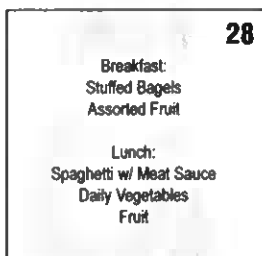 28
Breakfast:
Stuffed Bagels
Assorted Fruit
Lunch:
Spaghetti w/ Meat Sauce
Daily Vegetables
Fruit